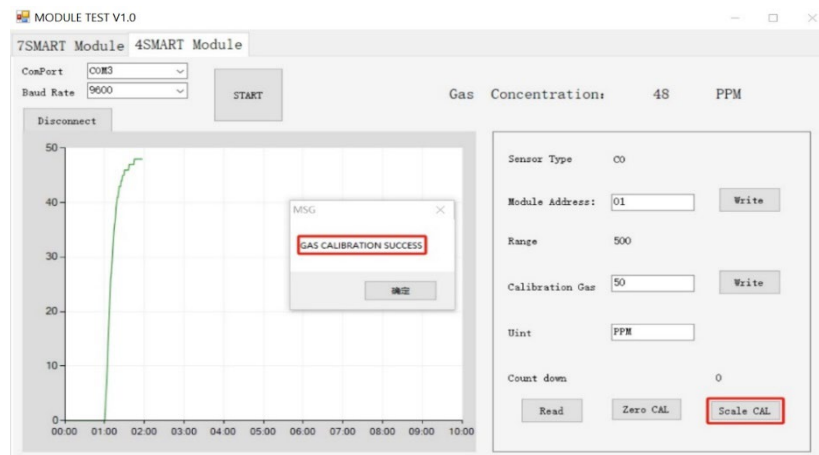 MODULE TEST V1.0
7SMART Module 4SMART Module
ComPort COM3
Baud Rate 9600
START
Gas Concentration: 48 PPM
Disconnect
50
40
30
20
10
0
00:00 01:00 02:00 03:00 04:00 05:00 06:00 07:00 08:00 09:00 10:00
MSG
GAS CALIBRATION SUCCESS
确定
Sensor Type CO
Module Address: 01 Write
Range 500
Calibration Gas 50 Write
Uint PPM
Count down 0
Read Zero CAL Scale CAL